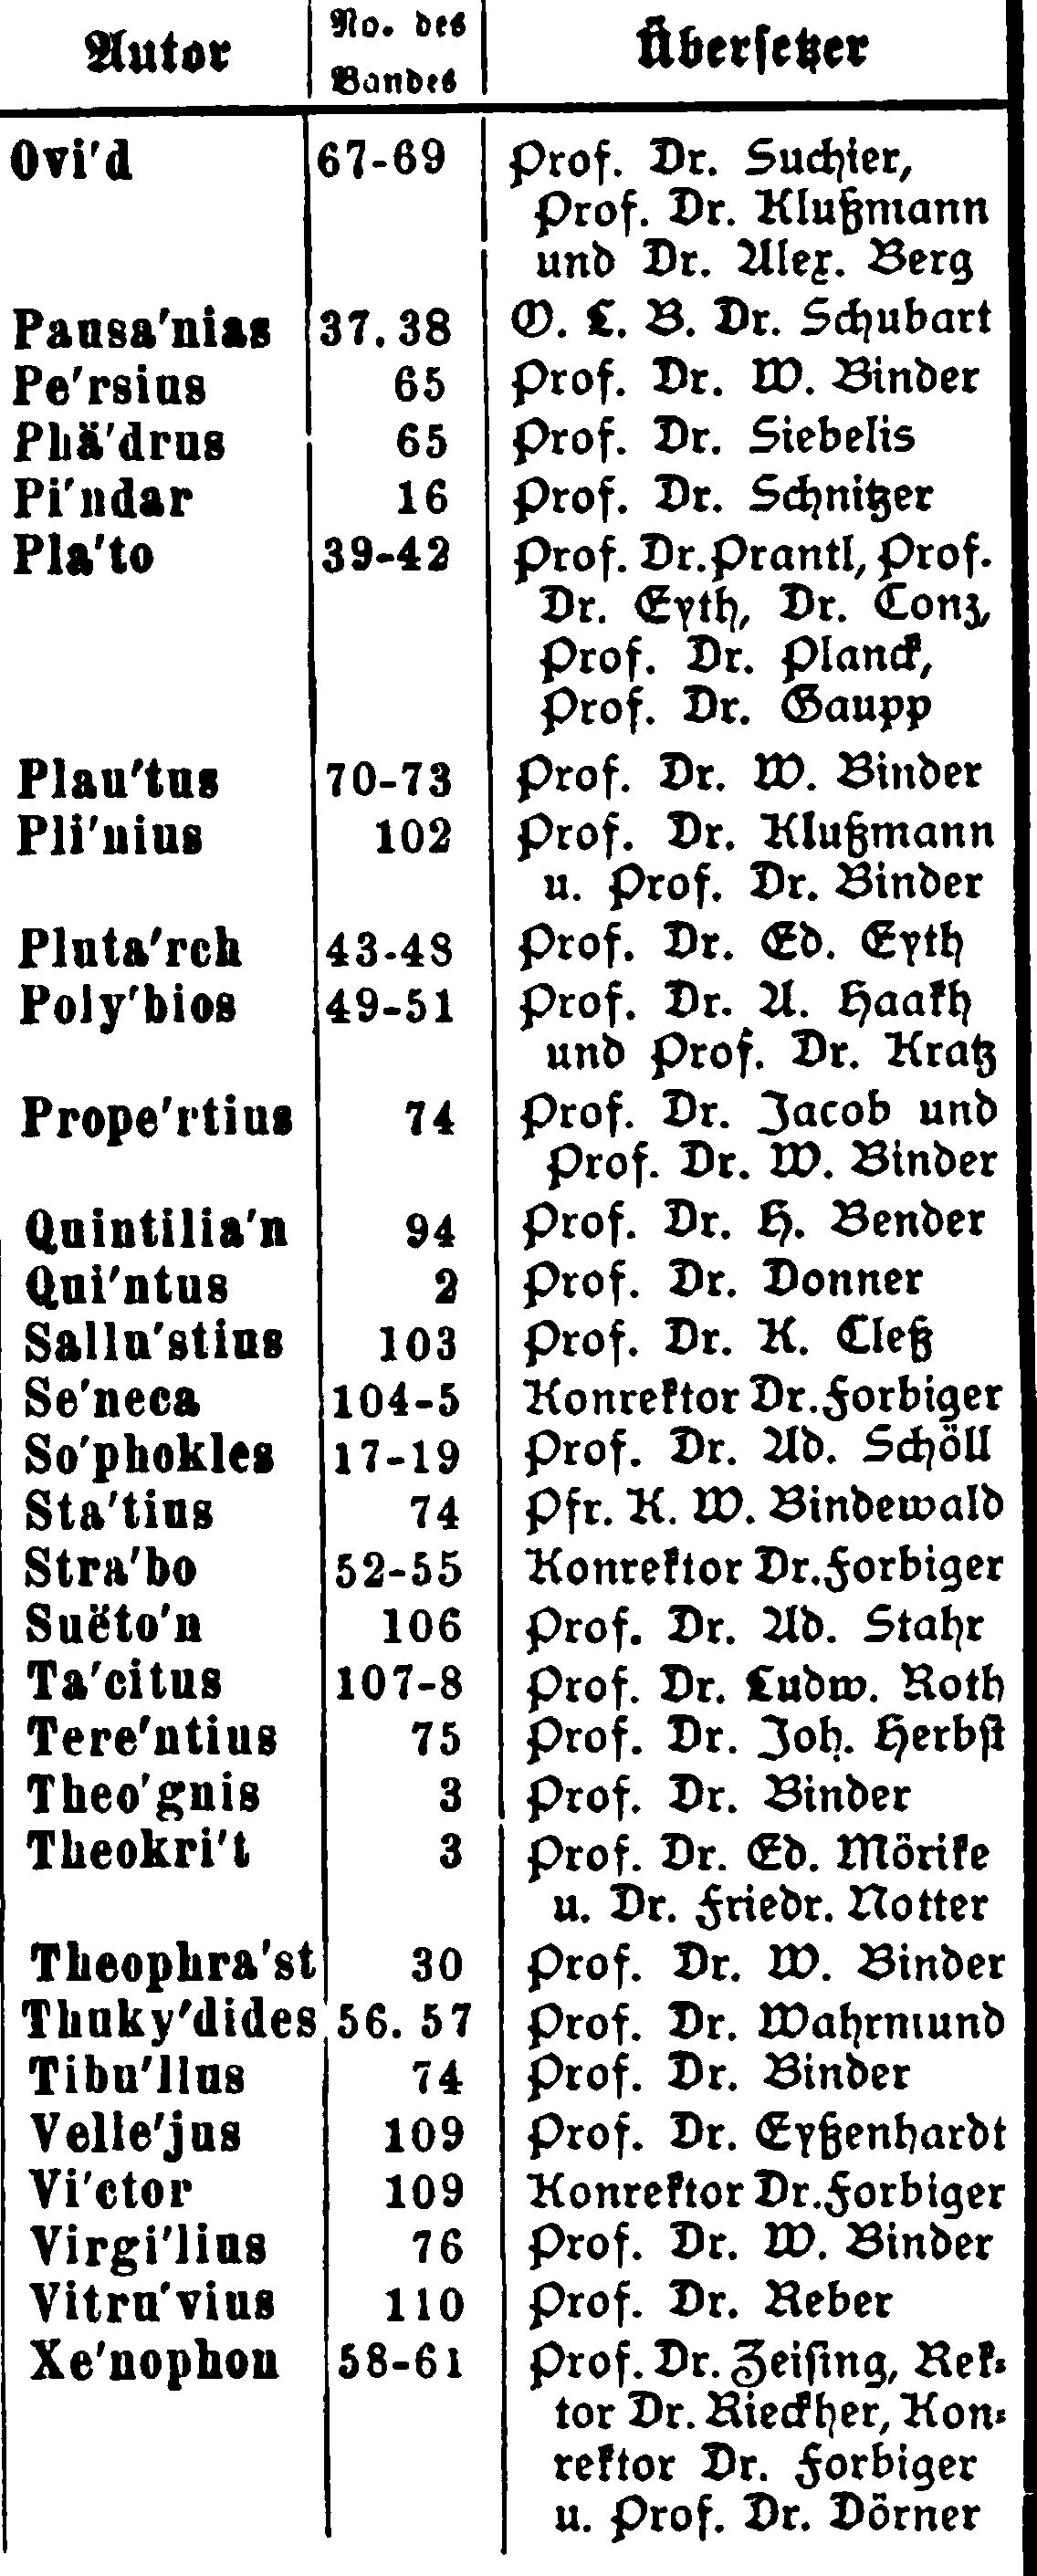 Autor No. des Bandes Übersetzer
Ovi'd 67-69 Prof. Dr. Suchier,
Prof. Dr. Klußmann
und Dr. Alex. Berg
Pausa'nias 37. 38 O. L. B. Dr. Schubart
Pe'rsius 65 Prof. Dr. W. Binder
Phä'drus 65 Prof. Dr. Siebelis
Pi'ndar 16 Prof. Dr. Schnitzer
Pla'to 39-42 Prof. Dr. Prantl, Prof.
Dr. Eyth, Dr. Conz,
Prof. Dr. Planck,
Prof. Dr. Gaupp
Plau'tus 70-73 Prof. Dr. W. Binder
Pli'nius 102 Prof. Dr. Klußmann
u. Prof. Dr. Binder
Pluta'rch 43-48 Prof. Dr. Ed. Eyth
Poly'bios 49-51 Prof. Dr. A. Haakh
und Prof. Dr. Kratz
Prope'rtius 74 Prof. Dr. Jacob und
Prof. Dr. W. Binder
Quintilia'n 94 Prof. Dr. H. Bender
Qui'ntus 2 Prof. Dr. Donner
Sallu'stius 103 Prof. Dr. K. Cleß
Se'neca 104-5 Konrektor Dr. Forbiger
So'phokles 17-19 Prof. Dr. Ad. Schöll
Sta'tius 74 Pfr. K. W. Bindewald
Stra'bo 52-55 Konrektor Dr. Forbiger
Suëto'n 106 Prof. Dr. Ad. Stahr
Ta'citus 107-8 Prof. Dr. Ludw. Roth
Tere'ntius 75 Prof. Dr. Joh. Herbst
Theo'gnis 3 Prof. Dr. Binder
Theokri't 3 Prof. Dr. Ed. Mörike
u. Dr. Friedr. Notter
Theophra'st 30 Prof. Dr. W. Binder
Thuky'dides 56. 57 Prof. Dr. Wahrmund
Tibu'llus 74 Prof. Dr. Binder
Velle'jus 109 Prof. Dr. Eyßenhardt
Vi'ctor 109 Konrektor Dr. Forbiger
Virgi'lius 76 Prof. Dr. W. Binder
Vitru'vius 110 Prof. Dr. Reber
Xe'nophon 58-61 Prof. Dr. Zeising, Rek-
tor Dr. Rieckher, Kon-
rektor Dr. Forbiger
u. Prof. Dr. Dörner